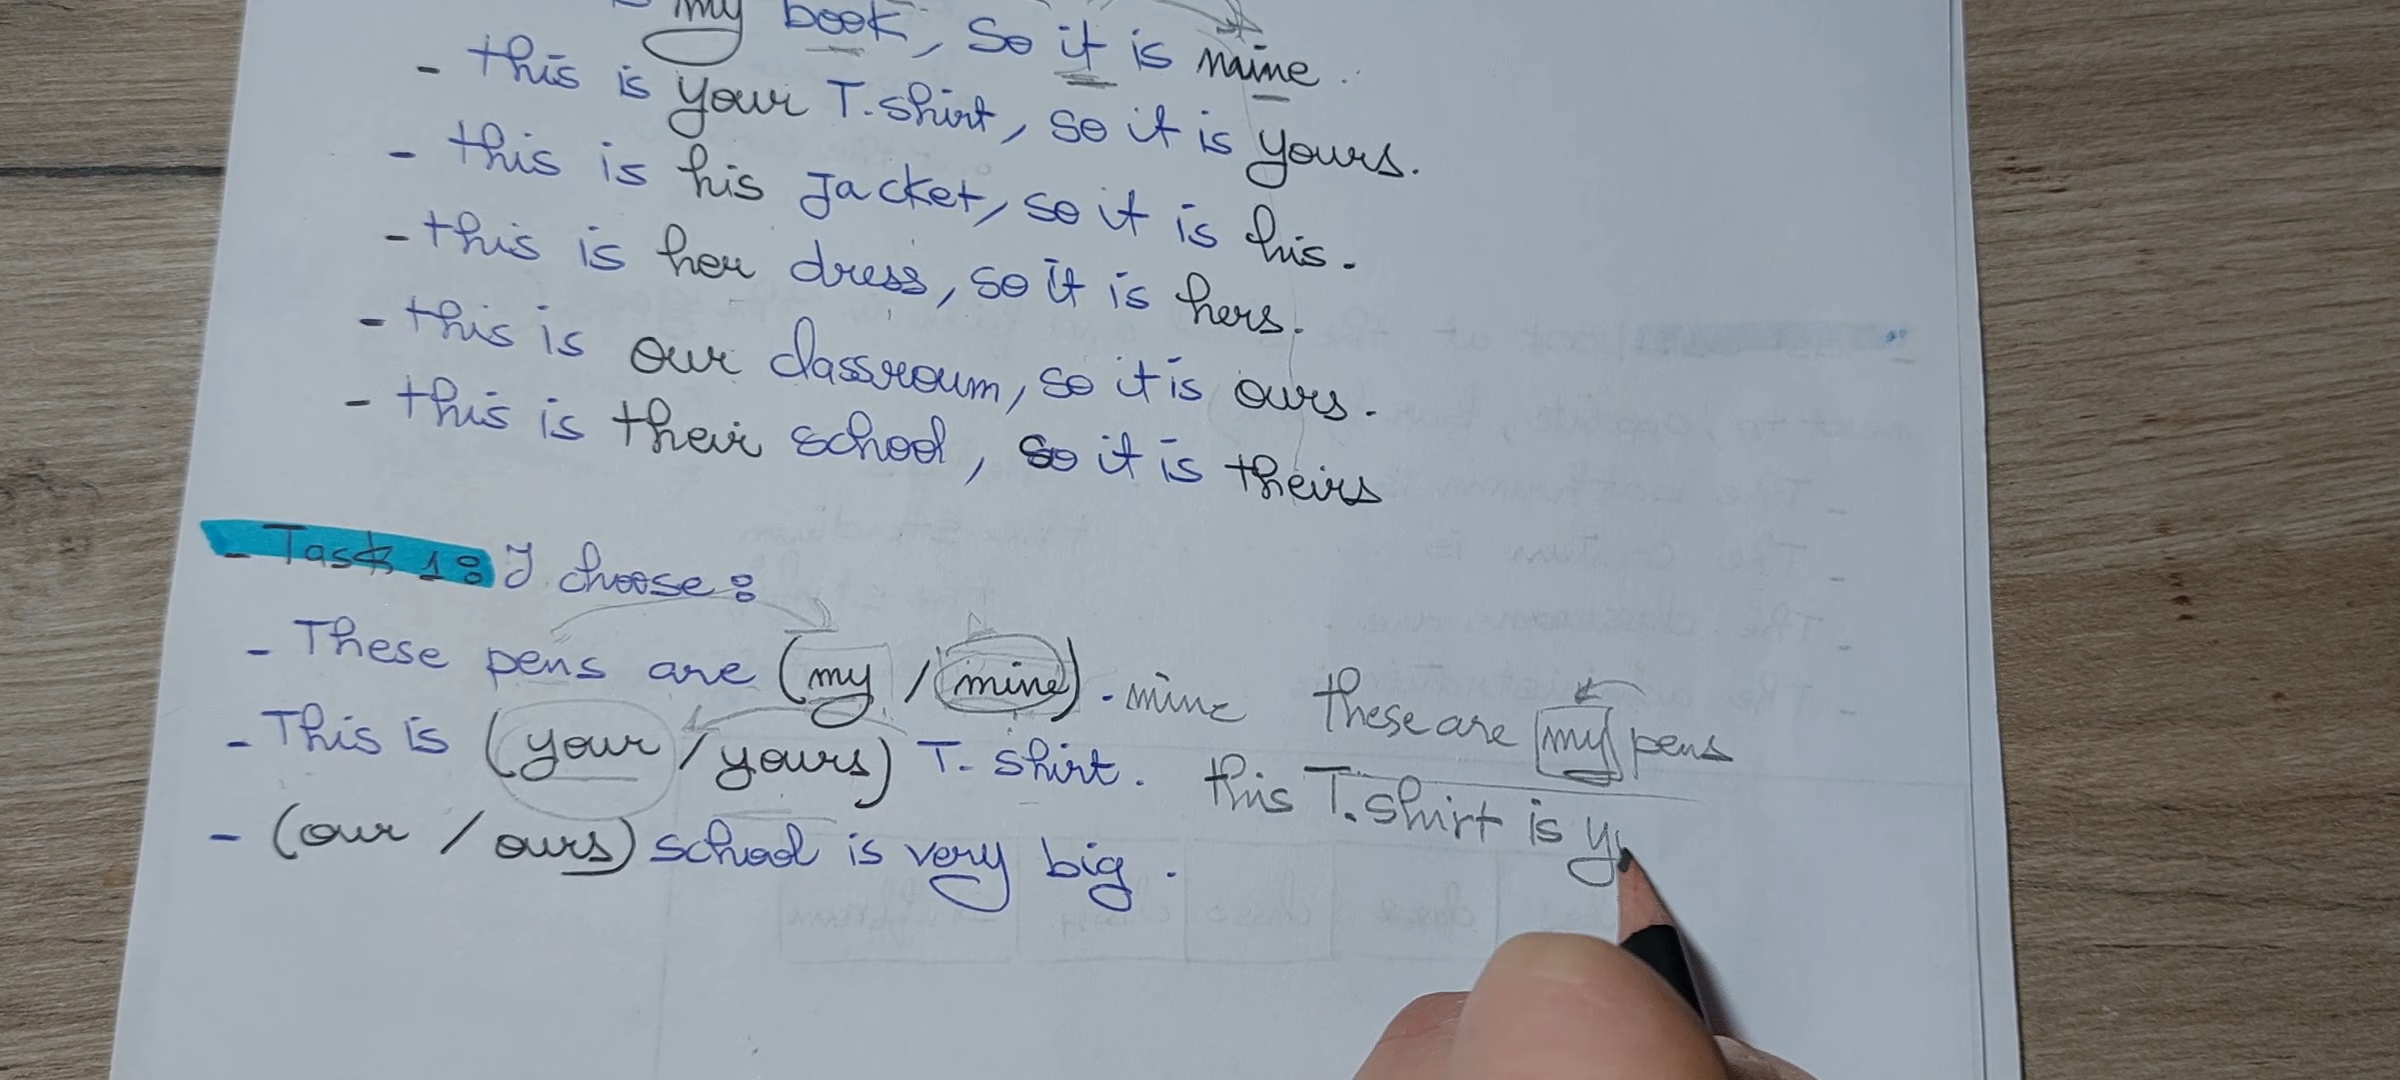 my book, So it is maine.
- this is your T.shirt, so it is yours.
- this is his Jacket, so it is his.
- this is her dress, so it is hers.
- this is our classroum, so it is ours.
- this is their school, so it is theirs
- Task 1: I choose:
- These pens are (my / mine). mine these are my pens
- This is (your / yours) T-shirt. this T.shirt is y
- (our / ours) school is very big.